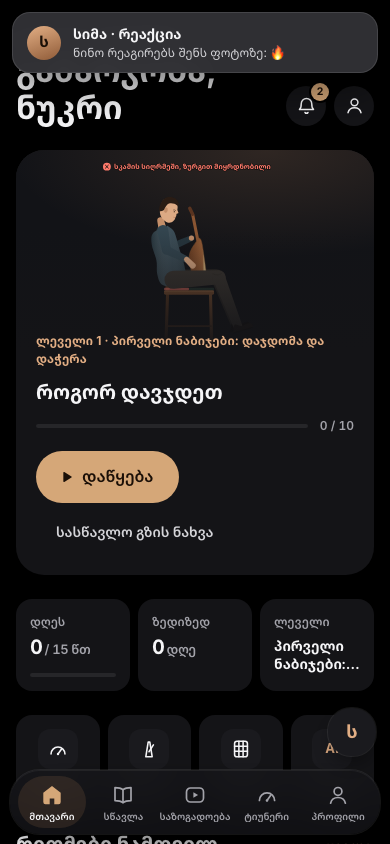 ს
სიმა · რეაქცია
ნინო რეაგირებს შენს ფოტოზე: 🔥
ნუკრი
2
სკამის სიღრმეში, ზურგით მიყრდნობილი
ლეველი 1 · პირველი ნაბიჯები: დაჯდომა და
დაჭერა
როგორ დავჯდეთ
0 / 10
დაწყება
სასწავლო გზის ნახვა
დღეს
0 / 15 წთ
ზედიზედ
0 დღე
ლეველი
პირველი
ნაბიჯები:...
ს
მთავარი
სწავლა
საზოგადოება
ტიუნერი
პროფილი